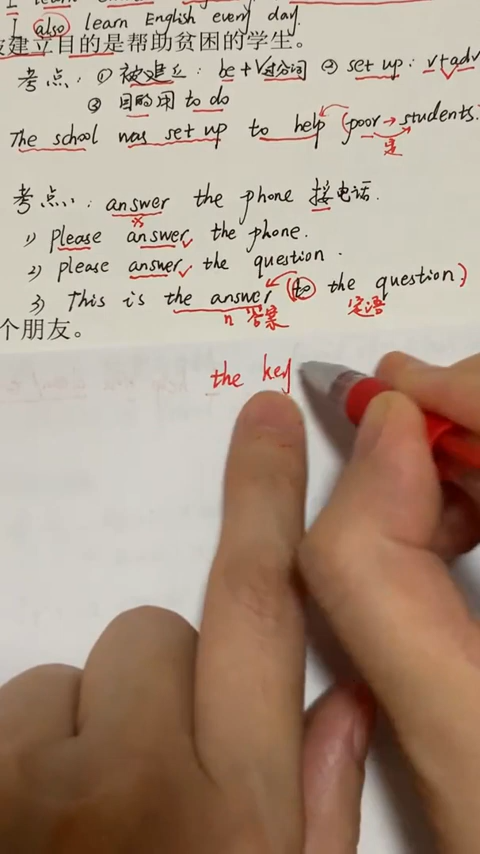 I also learn English every day.
被建立目的是帮助贫困的学生。
考点: ① 被建立: be + V过分词 ② set up: v+adv
③ 目的用 to do
The school was set up to help (poor → students.
定
考点: answer the phone 接电话.
1) Please answer the phone.
2) please answer the question.
3) This is the answer (to the question)
n 答案 定语
个朋友。
the key